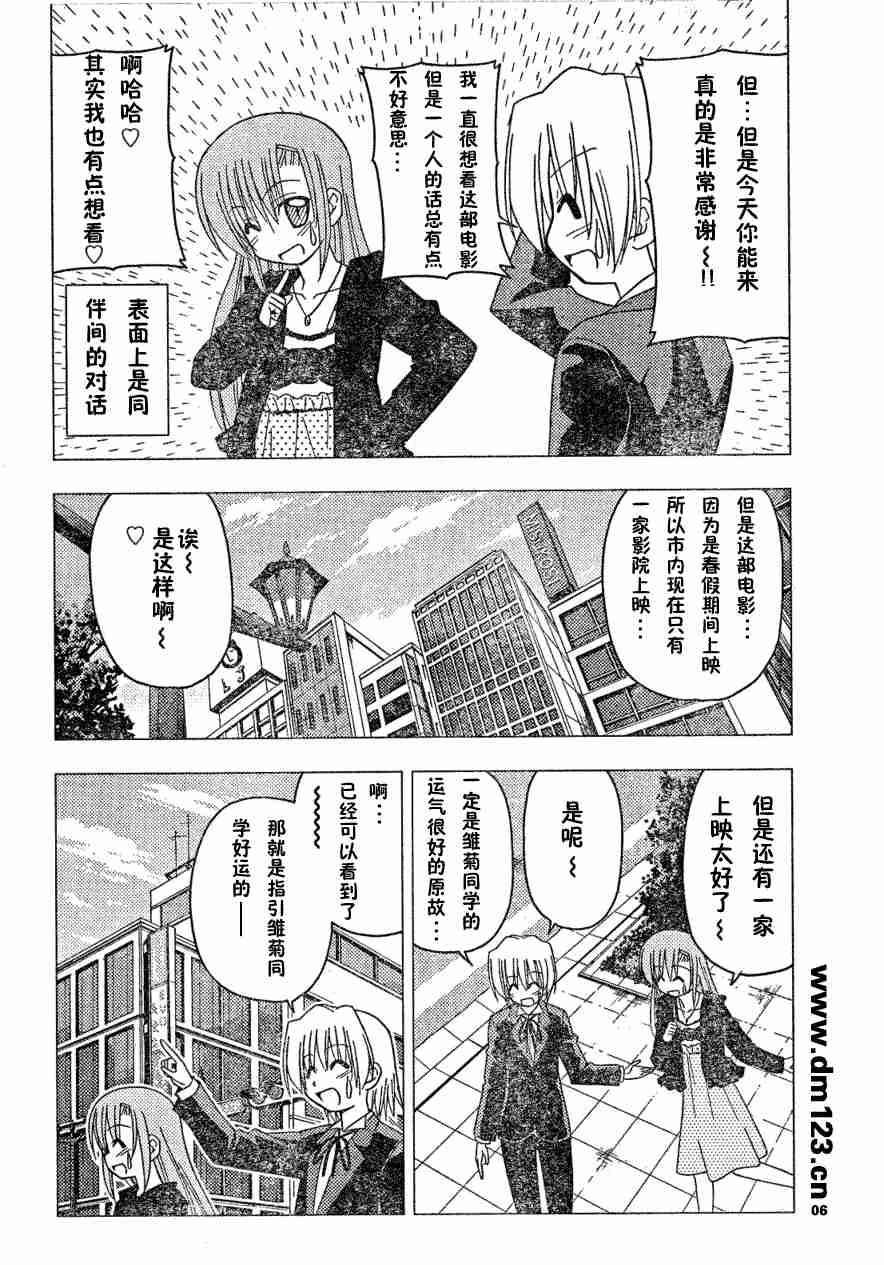 但…但是今天你能来
真的是非常感谢～!!
我一直很想看这部电影
但是一个人的话总有点
不好意思…
啊哈哈♡
其实我也有点想看♡
表面上是同
伴间的对话
但是这部电影…
因为是春假期间上映
所以市内现在只有
一家影院上映…
诶～
是这样啊～
♡
但是还有一家
上映太好了～
是呢～
一定是雏菊同学的
运气很好的原故…
啊…
已经可以看到了
～～～
那就是指引雏菊同
学好运的——
www.dm123.cn
06